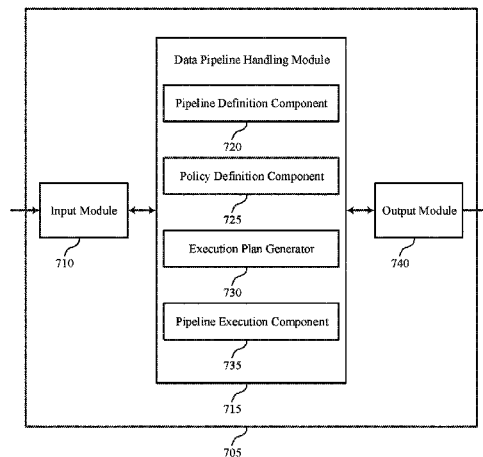 Data Pipeline Handling Module
Pipeline Definition Component
720
Policy Definition Component
725
Input Module
710
Output Module
740
Execution Plan Generator
730
Pipeline Execution Component
735
715
705